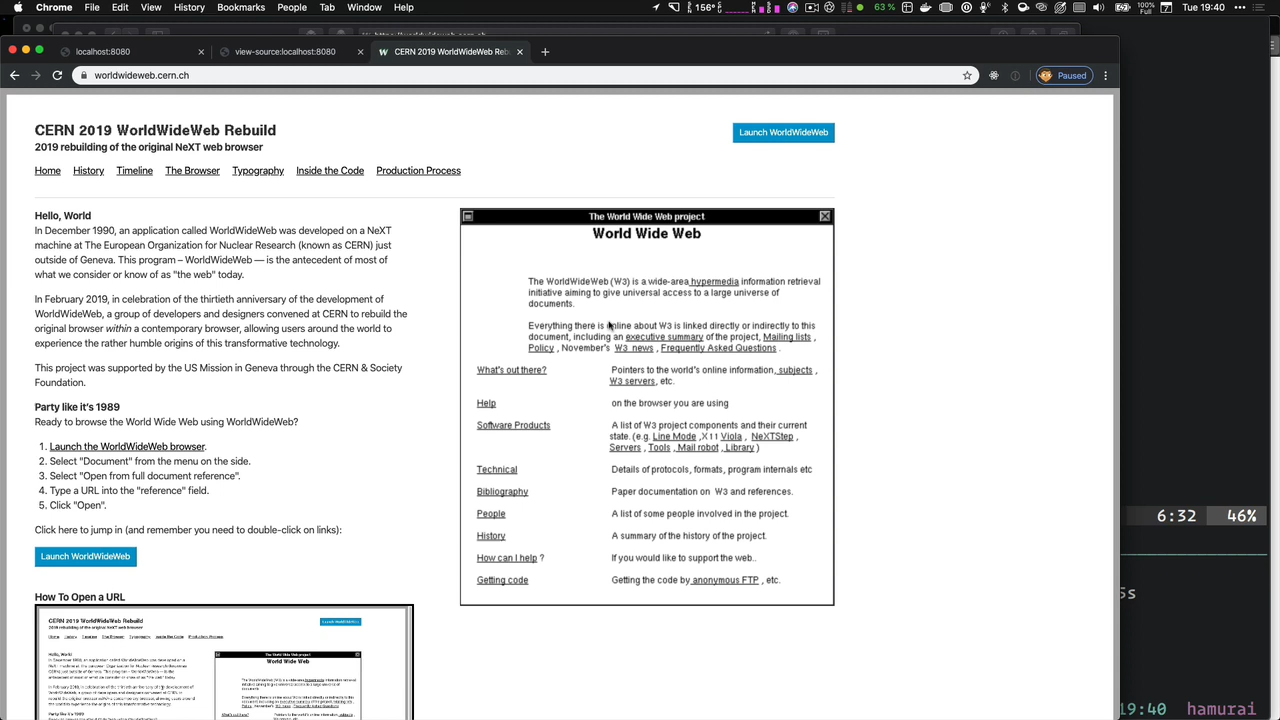 Chrome File Edit View History Bookmarks People Tab Window Help 156° Tue 19:40
localhost:8080
view-source:localhost:8080
CERN 2019 WorldWideWeb Reb
worldwideweb.cern.ch
Paused
CERN 2019 WorldWideWeb Rebuild
2019 rebuilding of the original NeXT web browser
Launch WorldWideWeb
Home History Timeline The Browser Typography Inside the Code Production Process
Hello, World
In December 1990, an application called WorldWideWeb was developed on a NeXT
machine at The European Organization for Nuclear Research (known as CERN) just
outside of Geneva. This program – WorldWideWeb — is the antecedent of most of
what we consider or know of as "the web" today.
In February 2019, in celebration of the thirtieth anniversary of the development of
WorldWideWeb, a group of developers and designers convened at CERN to rebuild the
original browser within a contemporary browser, allowing users around the world to
experience the rather humble origins of this transformative technology.
This project was supported by the US Mission in Geneva through the CERN & Society
Foundation.
Party like it's 1989
Ready to browse the World Wide Web using WorldWideWeb?
1. Launch the WorldWideWeb browser.
2. Select "Document" from the menu on the side.
3. Select "Open from full document reference".
4. Type a URL into the "reference" field.
5. Click "Open".
Click here to jump in (and remember you need to double-click on links):
Launch WorldWideWeb
How To Open a URL
The World Wide Web project
World Wide Web
The WorldWideWeb (W3) is a wide-area hypermedia information retrieval
initiative aiming to give universal access to a large universe of
documents.
Everything there is online about W3 is linked directly or indirectly to this
document, including an executive summary of the project, Mailing lists ,
Policy , November's W3 news , Frequently Asked Questions .
What's out there? Pointers to the world's online information, subjects ,
W3 servers, etc.
Help on the browser you are using
Software Products A list of W3 project components and their current
state. (e.g. Line Mode ,X11 Viola , NeXTStep ,
Servers , Tools , Mail robot , Library )
Technical Details of protocols, formats, program internals etc
Bibliography Paper documentation on W3 and references.
People A list of some people involved in the project.
History A summary of the history of the project.
How can I help ? If you would like to support the web..
Getting code Getting the code by anonymous FTP , etc.
6:32 46%
5s
19:40 hamurai